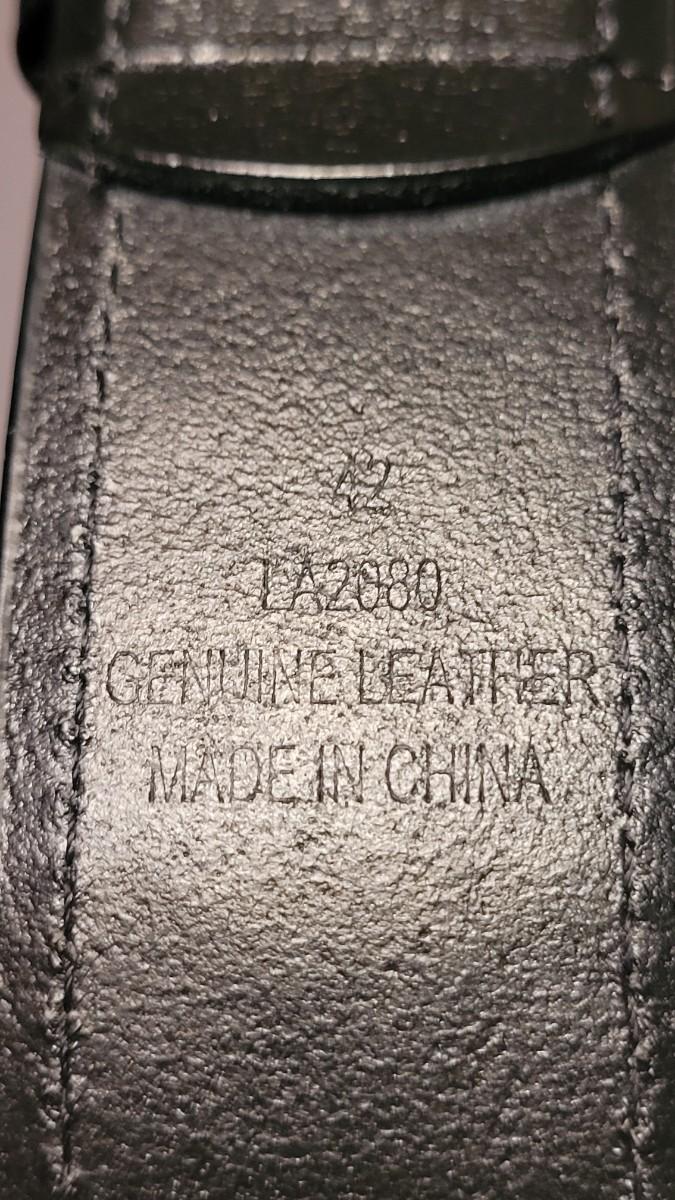 42
LA2080
GENUINE LEATHER
MADE IN CHINA